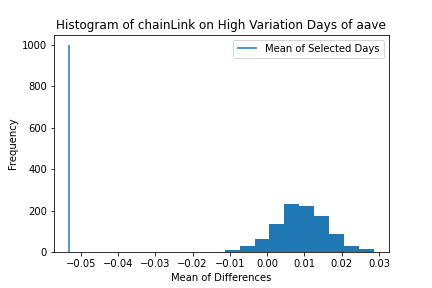 Histogram of chainLink on High Variation Days of aave
Mean of Selected Days
Frequency
1000
800
600
400
200
0
−0.05 −0.04 −0.03 −0.02 −0.01 0.00 0.01 0.02 0.03
Mean of Differences